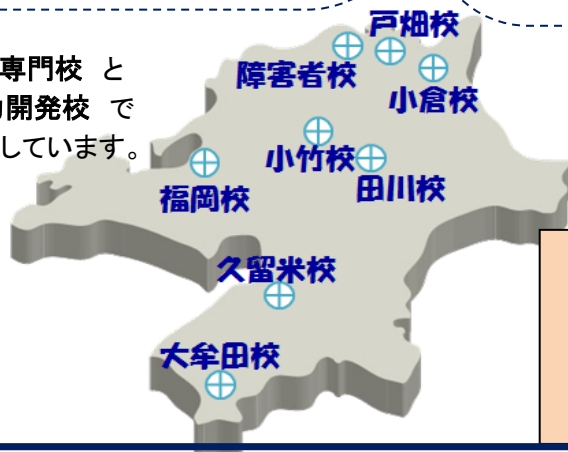 専門校 と
開発校 で
しています。
戸畑校
障害者校
小倉校
小竹校
田川校
福岡校
久留米校
大牟田校